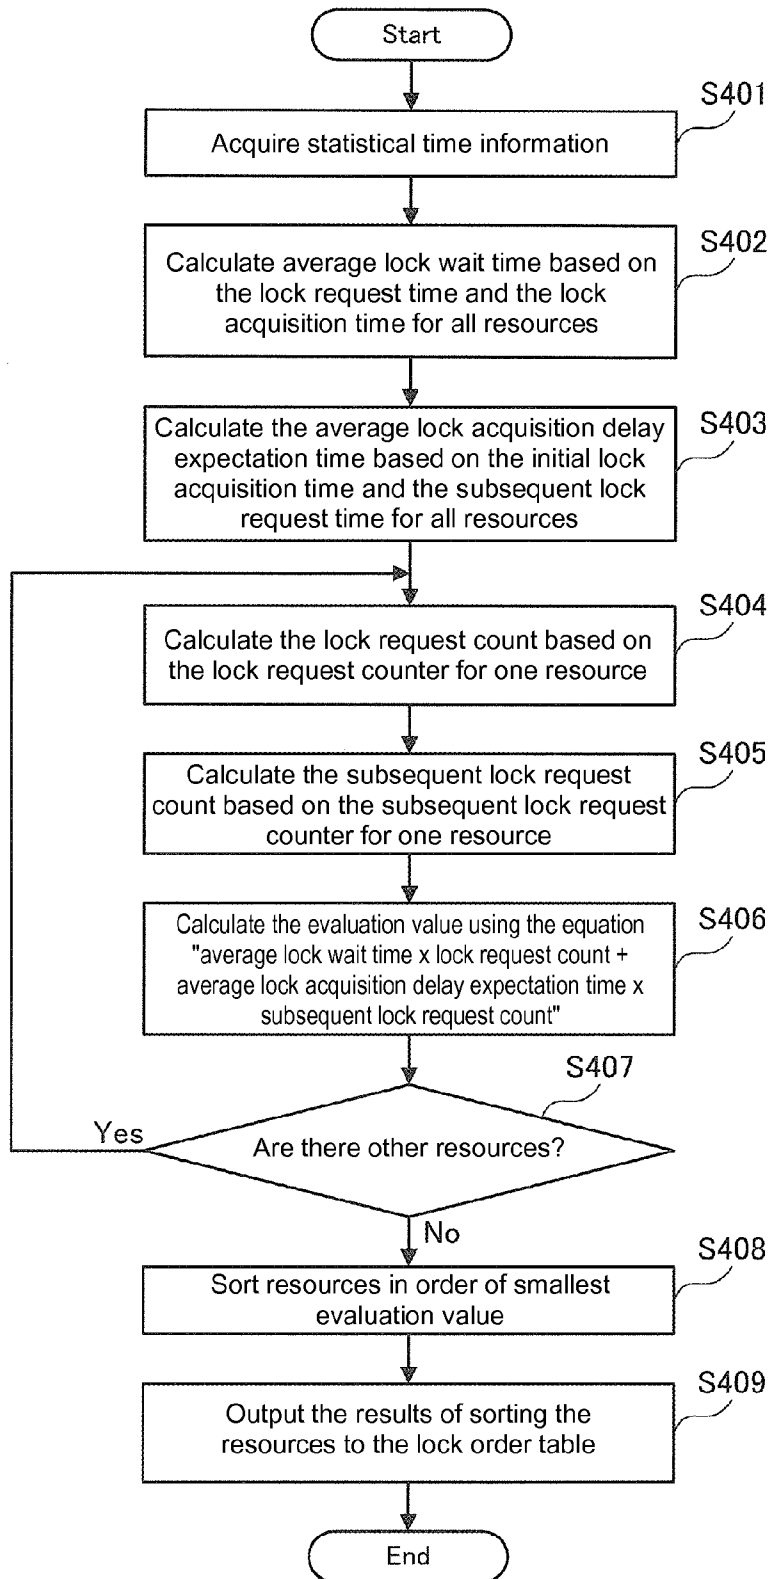 Start
S401
Acquire statistical time information
S402
Calculate average lock wait time based on
the lock request time and the lock
acquisition time for all resources
S403
Calculate the average lock acquisition delay
expectation time based on the initial lock
acquisition time and the subsequent lock
request time for all resources
S404
Calculate the lock request count based on
the lock request counter for one resource
S405
Calculate the subsequent lock request
count based on the subsequent lock request
counter for one resource
S406
Calculate the evaluation value using the equation
"average lock wait time x lock request count +
average lock acquisition delay expectation time x
subsequent lock request count"
S407
Yes
Are there other resources?
No
S408
Sort resources in order of smallest
evaluation value
S409
Output the results of sorting the
resources to the lock order table
End